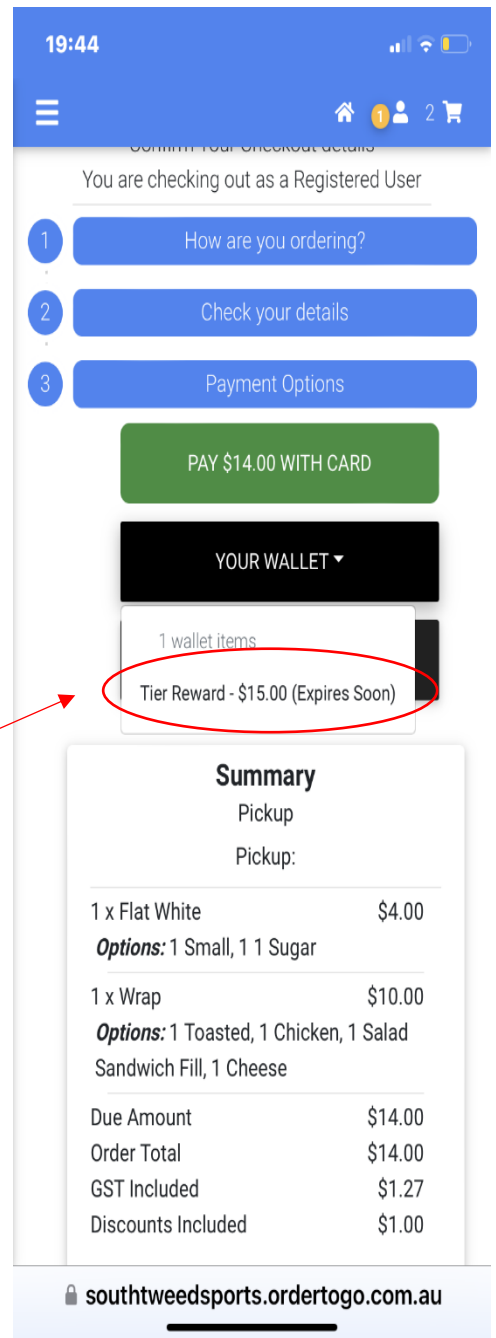 19:44
1 2
Confirm Your Checkout details
You are checking out as a Registered User
1 How are you ordering?
2 Check your details
3 Payment Options
PAY $14.00 WITH CARD
YOUR WALLET
1 wallet items
Tier Reward - $15.00 (Expires Soon)
Summary
Pickup
Pickup:
1 x Flat White $4.00
Options: 1 Small, 1 1 Sugar
1 x Wrap $10.00
Options: 1 Toasted, 1 Chicken, 1 Salad
Sandwich Fill, 1 Cheese
Due Amount $14.00
Order Total $14.00
GST Included $1.27
Discounts Included $1.00
southtweedsports.ordertogo.com.au